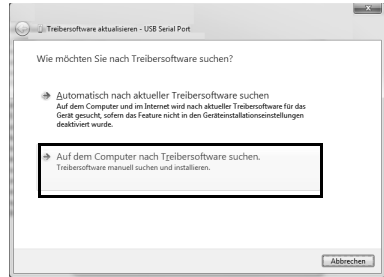 Treibersoftware aktualisieren - USB Serial Port
Wie möchten Sie nach Treibersoftware suchen?
Automatisch nach aktueller Treibersoftware suchen
Auf dem Computer und im Internet wird nach aktueller Treibersoftware für das
Gerät gesucht, sofern das Feature nicht in den Geräteinstallationseinstellungen
deaktiviert wurde.
Auf dem Computer nach Treibersoftware suchen.
Treibersoftware manuell suchen und installieren.
Abbrechen